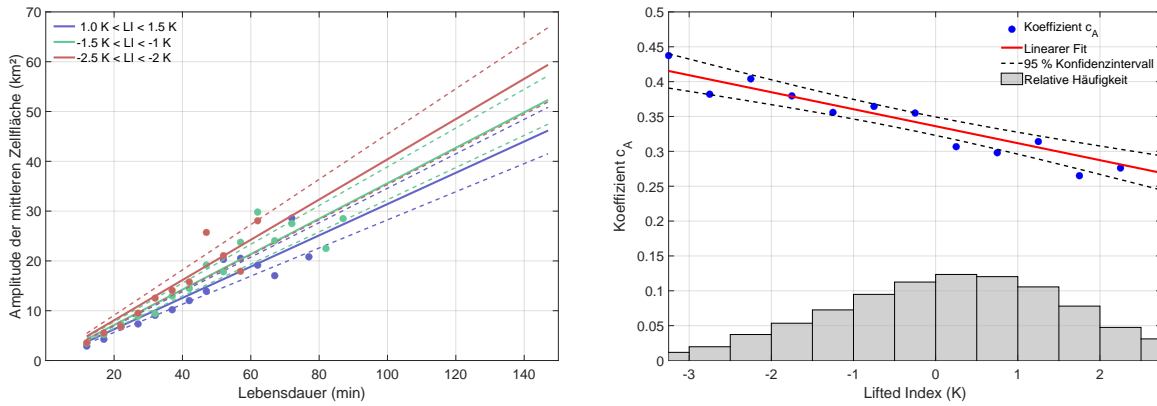 70
60
50
40
30
20
10
0
20
40
60
80
100
120
140
Amplitude der mittleren Zellfläche (km²)
Lebensdauer (min)
1.0 K < LI < 1.5 K
-1.5 K < LI < -1 K
-2.5 K < LI < -2 K
0.5
0.45
0.4
0.35
0.3
0.25
0.2
0.15
0.1
0.05
0
-3
-2
-1
0
1
2
Koeffizient c_A
Lifted Index (K)
Koeffizient c_A
Linearer Fit
95 % Konfidenzintervall
Relative Häufigkeit